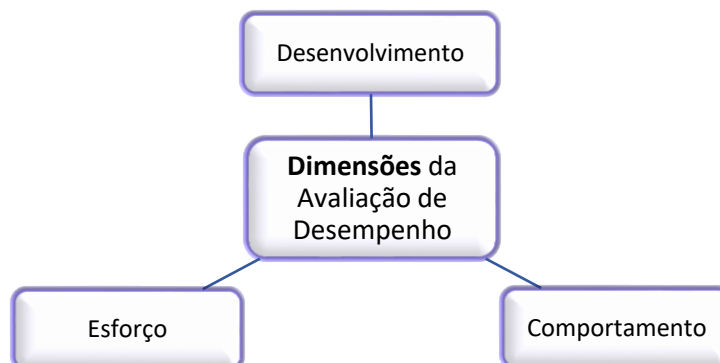 Desenvolvimento
Dimensões da
Avaliação de
Desempenho
Esforço
Comportamento